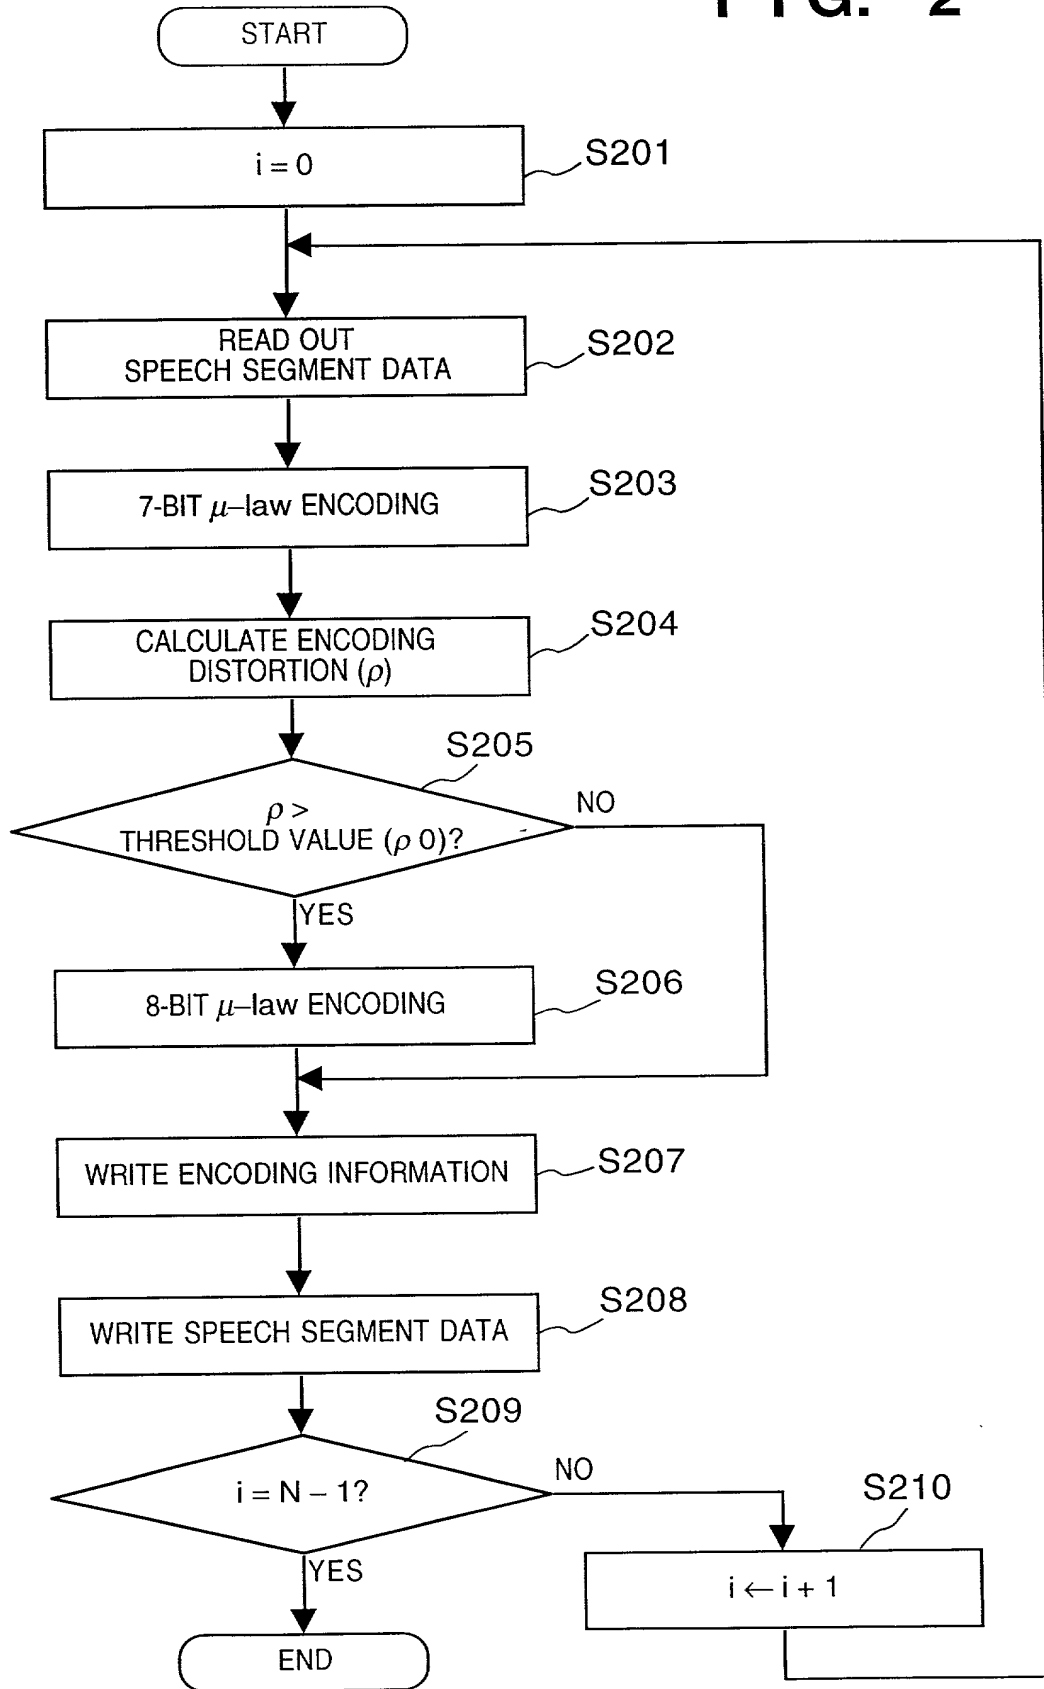 FIG. 2
START
i = 0
S201
READ OUT
SPEECH SEGMENT DATA
S202
7-BIT μ–law ENCODING
S203
CALCULATE ENCODING
DISTORTION (ρ)
S204
S205
ρ >
THRESHOLD VALUE (ρ 0)?
NO
YES
8-BIT μ–law ENCODING
S206
WRITE ENCODING INFORMATION
S207
WRITE SPEECH SEGMENT DATA
S208
S209
i = N – 1?
NO
YES
S210
i ← i + 1
END